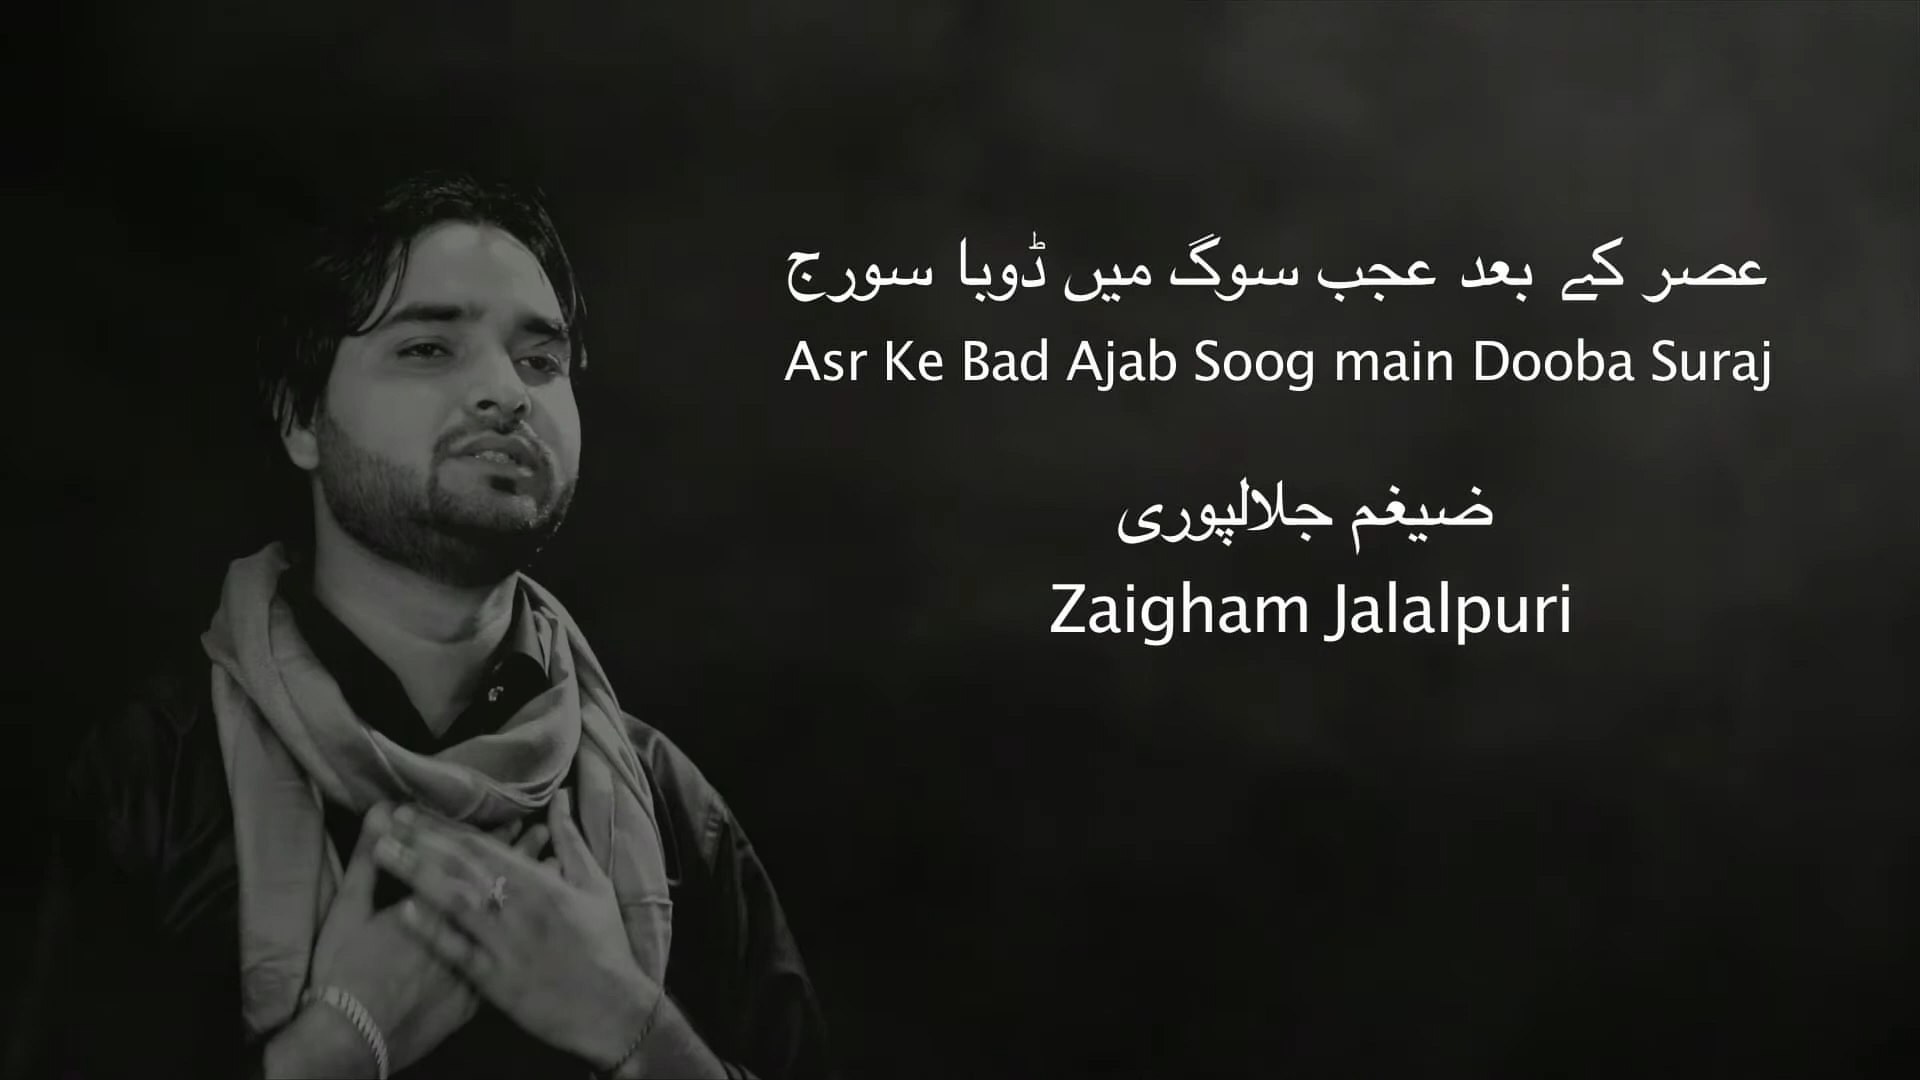 عصر کے بعد عجب سوگ میں ڈوبا سورج
Asr Ke Bad Ajab Soog main Dooba Suraj
ضیغم جلالپوری
Zaigham Jalalpuri